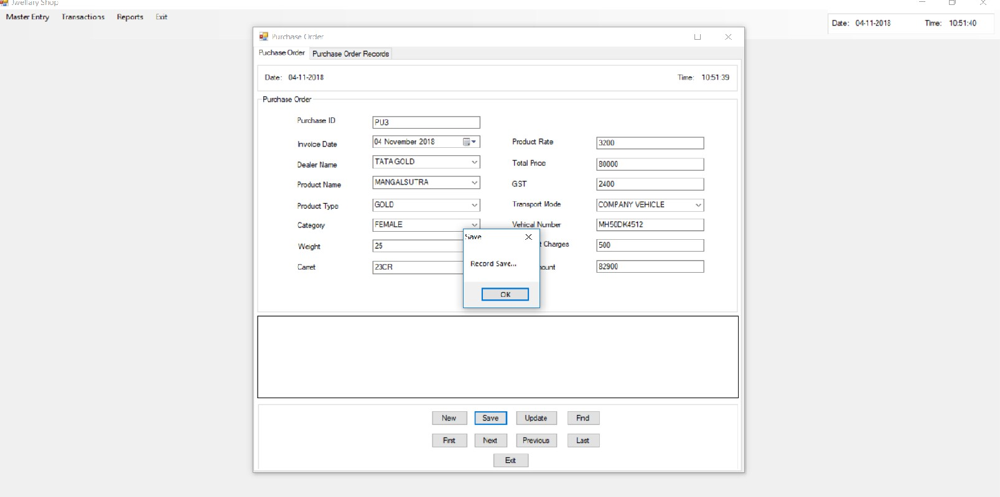 Jwellary Shop
Master Entry Transactions Reports Exit
Date: 04-11-2018 Time: 10:51:40
Purchase Order
Puchase Order Purchase Order Records
Date: 04-11-2018 Time: 10:51:39
Purchase Order
Purchase ID PU3
Invoice Date 04 November 2018 Product Rate 3200
Dealer Name TATA GOLD Total Price 80000
Product Name MANGALSUTRA GST 2400
Product Type GOLD Transport Mode COMPANY VEHICLE
Category FEMALE Vehical Number MH50DK4512
Weight 25 t Charges 500
Carret 23CR ount 82900
Save
Record Save...
OK
New Save Update Find
First Next Previous Last
Exit